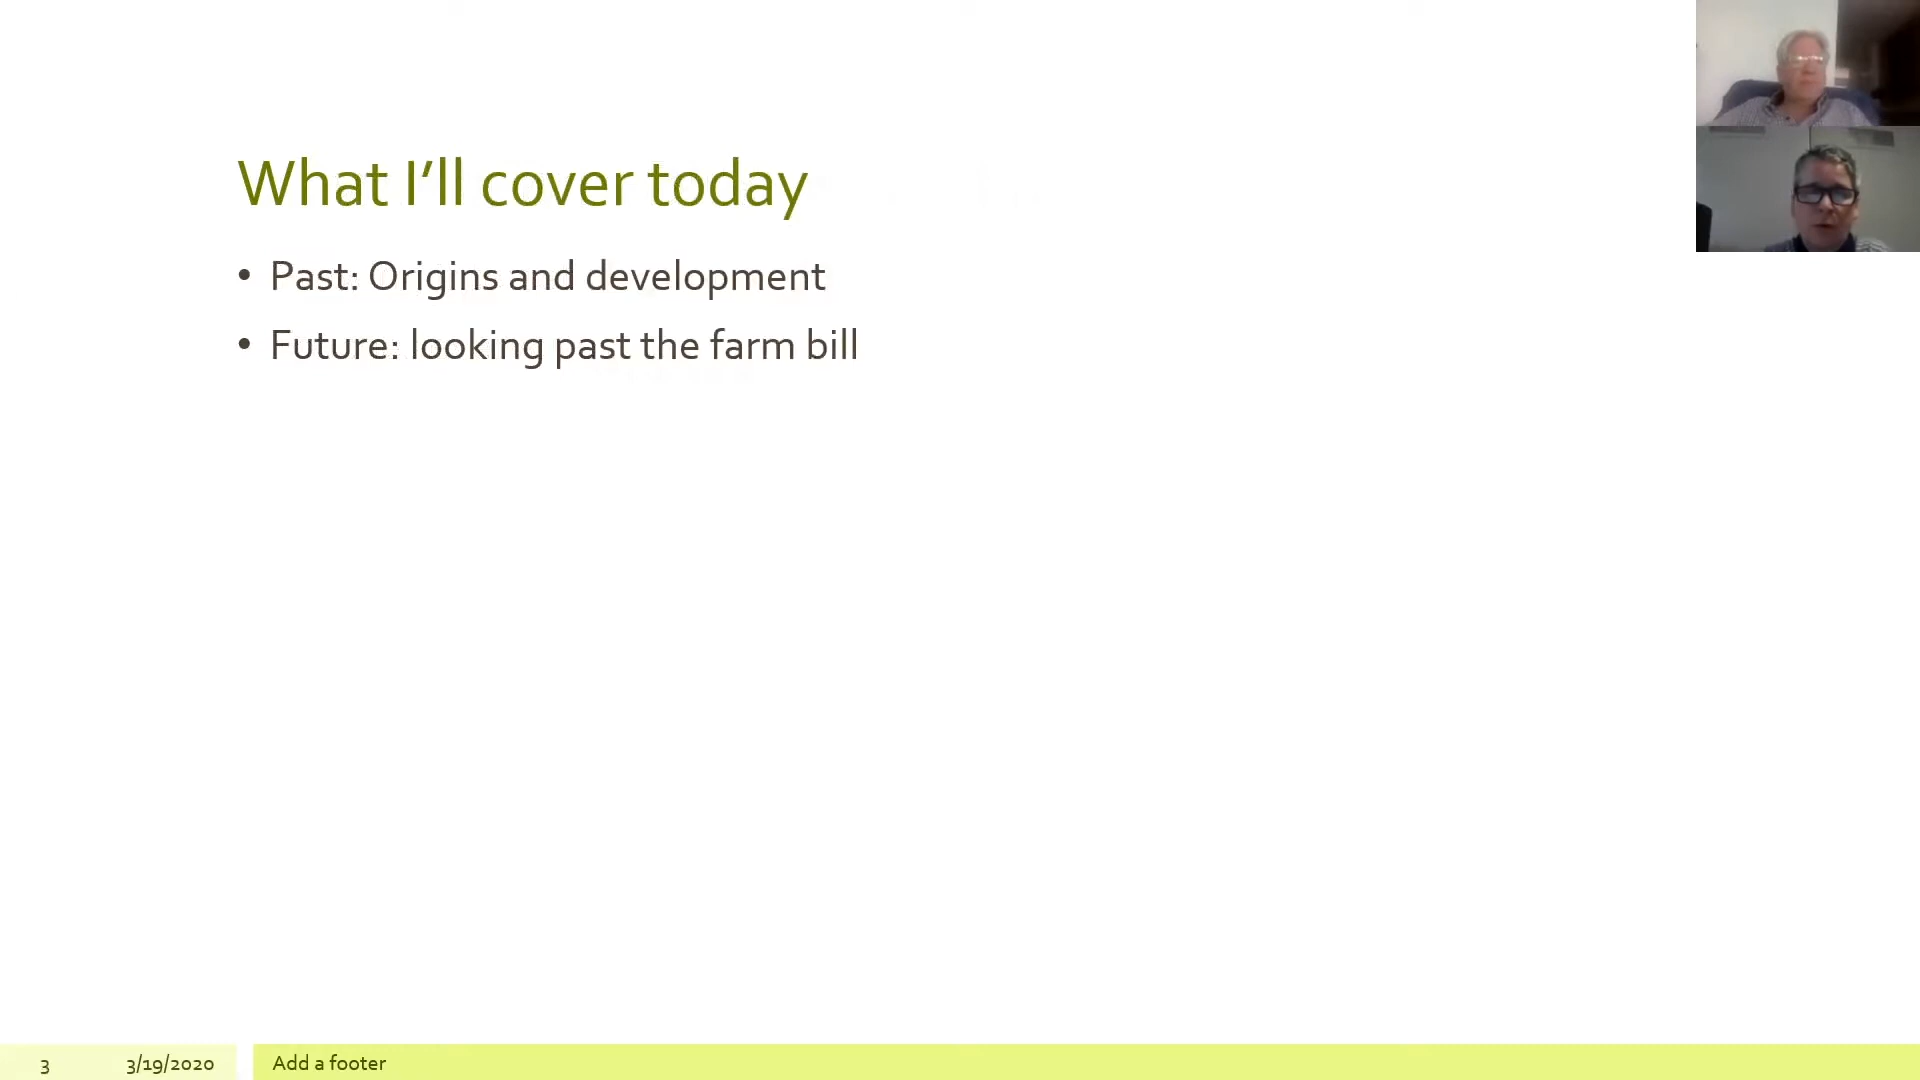 What I’ll cover today
• Past: Origins and development
• Future: looking past the farm bill
3 3/19/2020 Add a footer